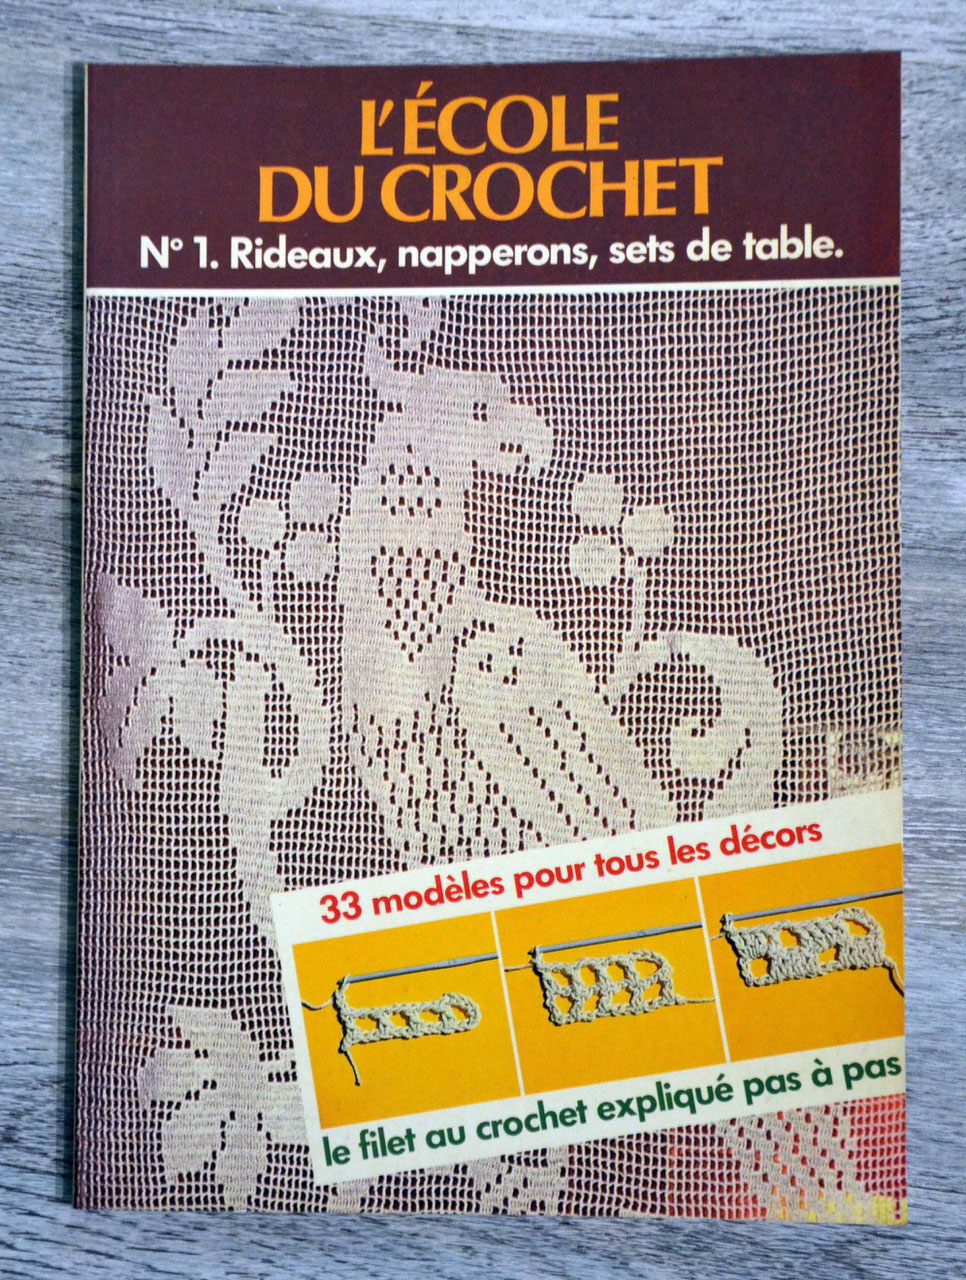 L'ÉCOLE
DU CROCHET
Nº 1. Rideaux, napperons, sets de table.
33 modèles pour tous les décors
le filet au crochet expliqué pas à pas